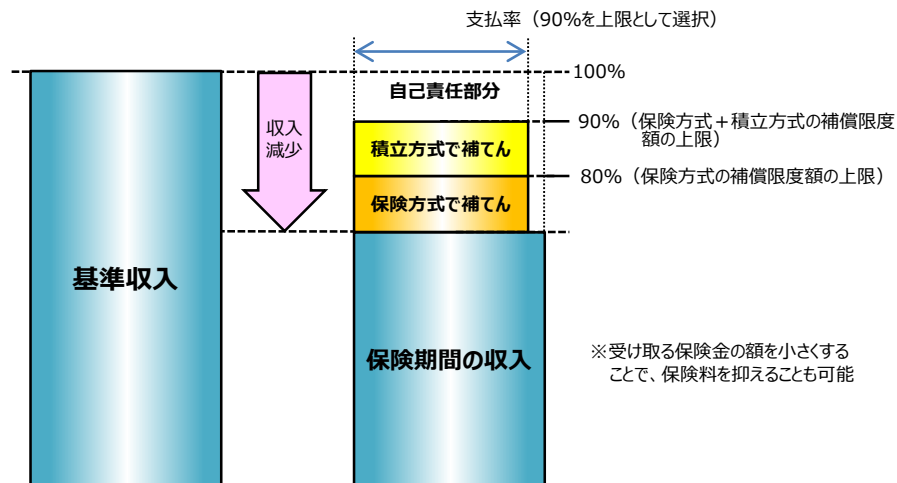 支払率（90%を上限として選択）
100%
自己責任部分
90%（保険方式＋積立方式の補償限度
額の上限）
収入
減少
積立方式で補てん
80%（保険方式の補償限度額の上限）
保険方式で補てん
基準収入
保険期間の収入
※受け取る保険金の額を小さくする
ことで、保険料を抑えることも可能